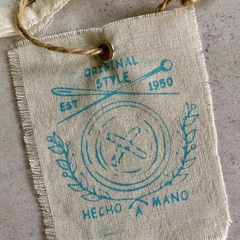 ORIGINAL
STYLE
EST 1950
HECHO A MANO